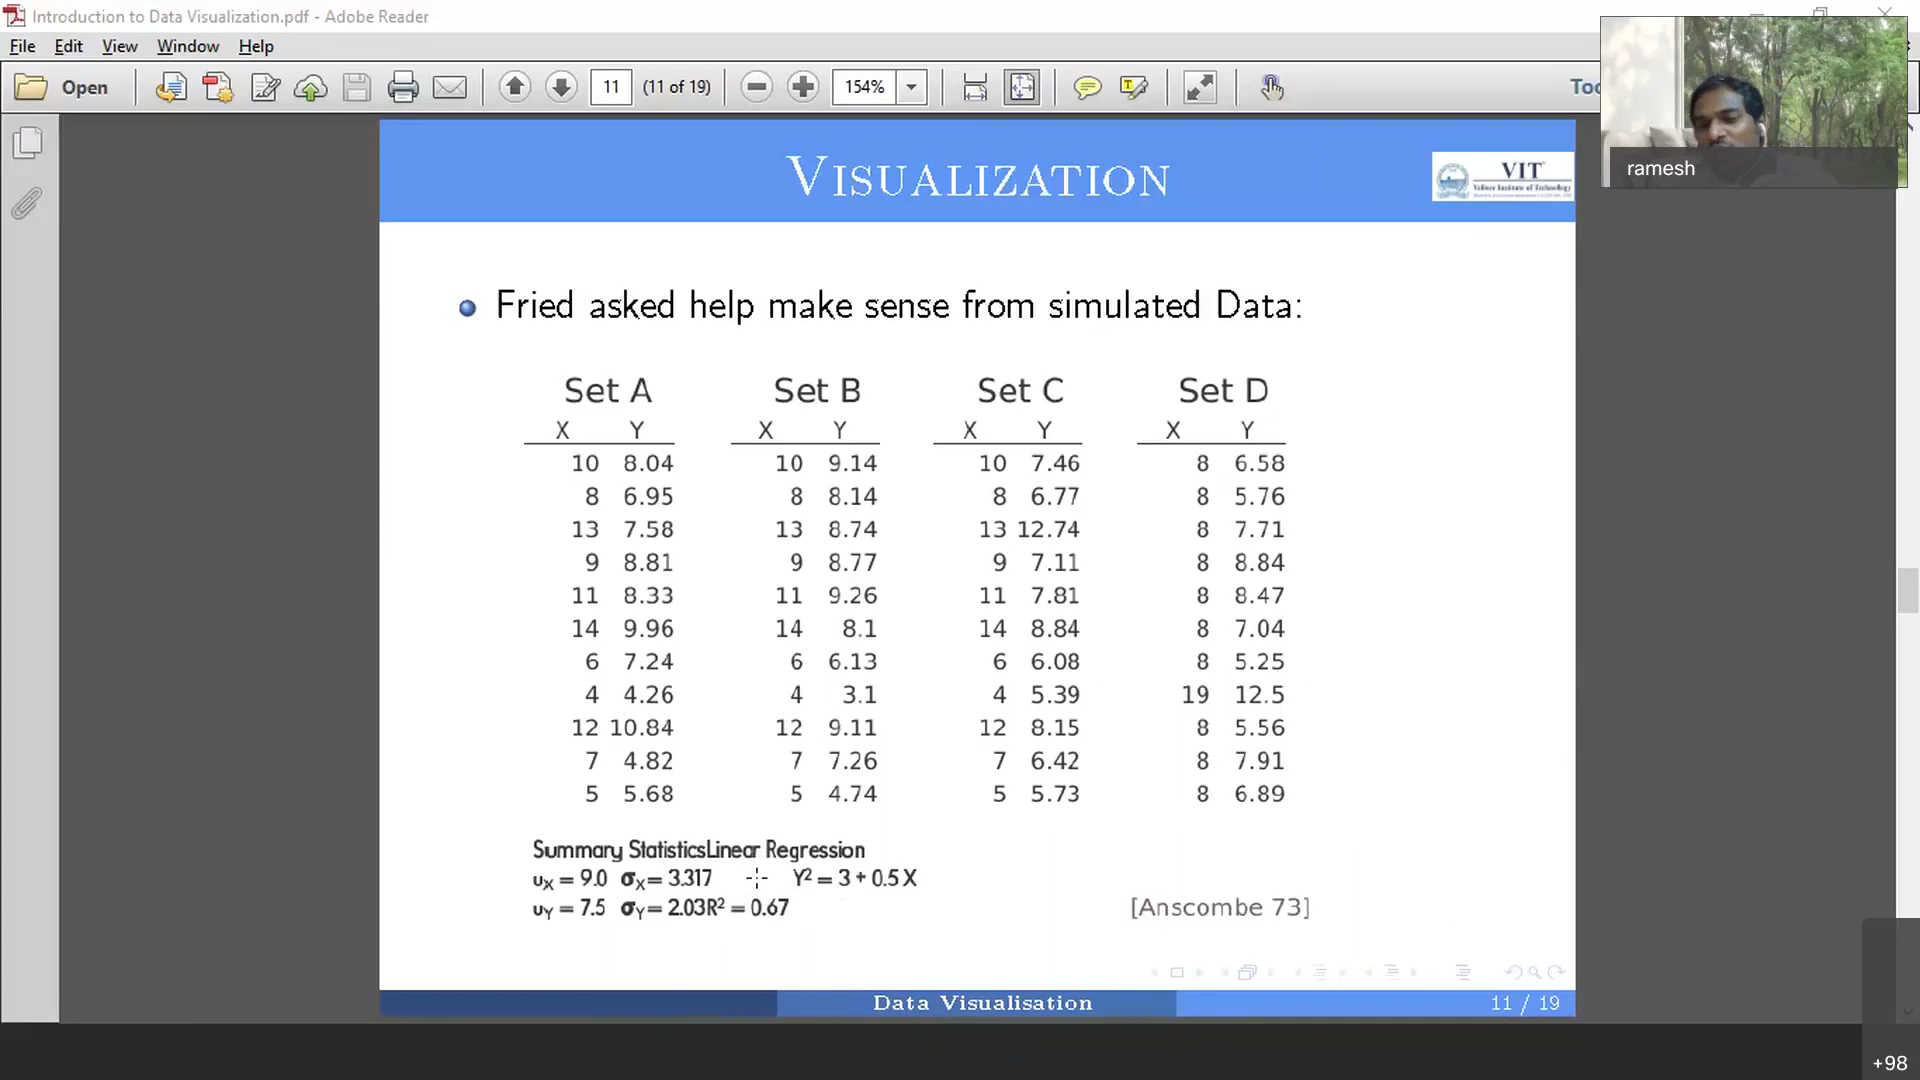 Introduction to Data Visualization.pdf - Adobe Reader
File Edit View Window Help
Open 11 (11 of 19) 154% Too
ramesh
VISUALIZATION
VIT
Vellore Institute of Technology
Fried asked help make sense from simulated Data:
Set A Set B Set C Set D
X Y X Y X Y X Y
10 8.04 10 9.14 10 7.46 8 6.58
8 6.95 8 8.14 8 6.77 8 5.76
13 7.58 13 8.74 13 12.74 8 7.71
9 8.81 9 8.77 9 7.11 8 8.84
11 8.33 11 9.26 11 7.81 8 8.47
14 9.96 14 8.1 14 8.84 8 7.04
6 7.24 6 6.13 6 6.08 8 5.25
4 4.26 4 3.1 4 5.39 19 12.5
12 10.84 12 9.11 12 8.15 8 5.56
7 4.82 7 7.26 7 6.42 8 7.91
5 5.68 5 4.74 5 5.73 8 6.89
Summary StatisticsLinear Regression
uX = 9.0 σX = 3.317 Y² = 3 + 0.5 X
uY = 7.5 σY = 2.03R² = 0.67
[Anscombe 73]
Data Visualisation 11 / 19
+98